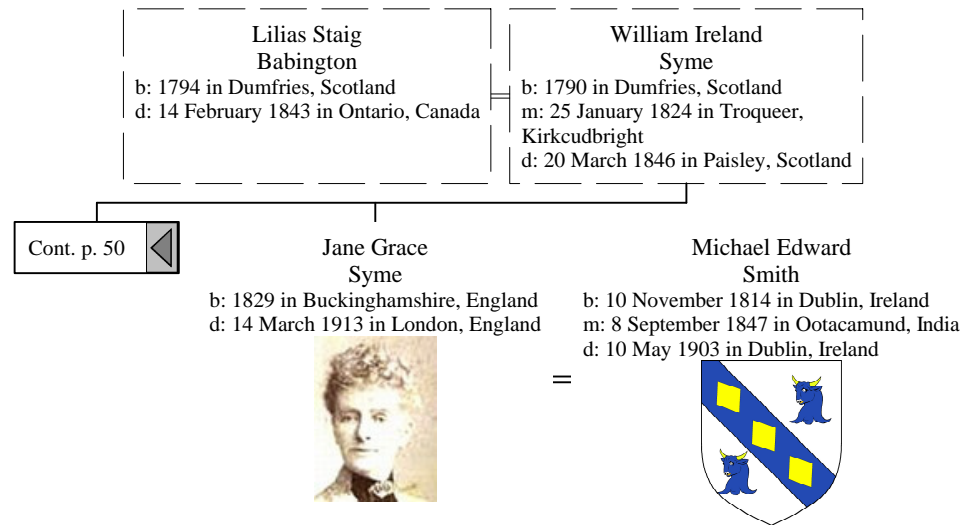 Lilias Staig
Babington
b: 1794 in Dumfries, Scotland
d: 14 February 1843 in Ontario, Canada
William Ireland
Syme
b: 1790 in Dumfries, Scotland
m: 25 January 1824 in Troqueer,
Kirkcudbright
d: 20 March 1846 in Paisley, Scotland
Cont. p. 50
Jane Grace
Syme
b: 1829 in Buckinghamshire, England
d: 14 March 1913 in London, England
=
Michael Edward
Smith
b: 10 November 1814 in Dublin, Ireland
m: 8 September 1847 in Ootacamund, India
d: 10 May 1903 in Dublin, Ireland